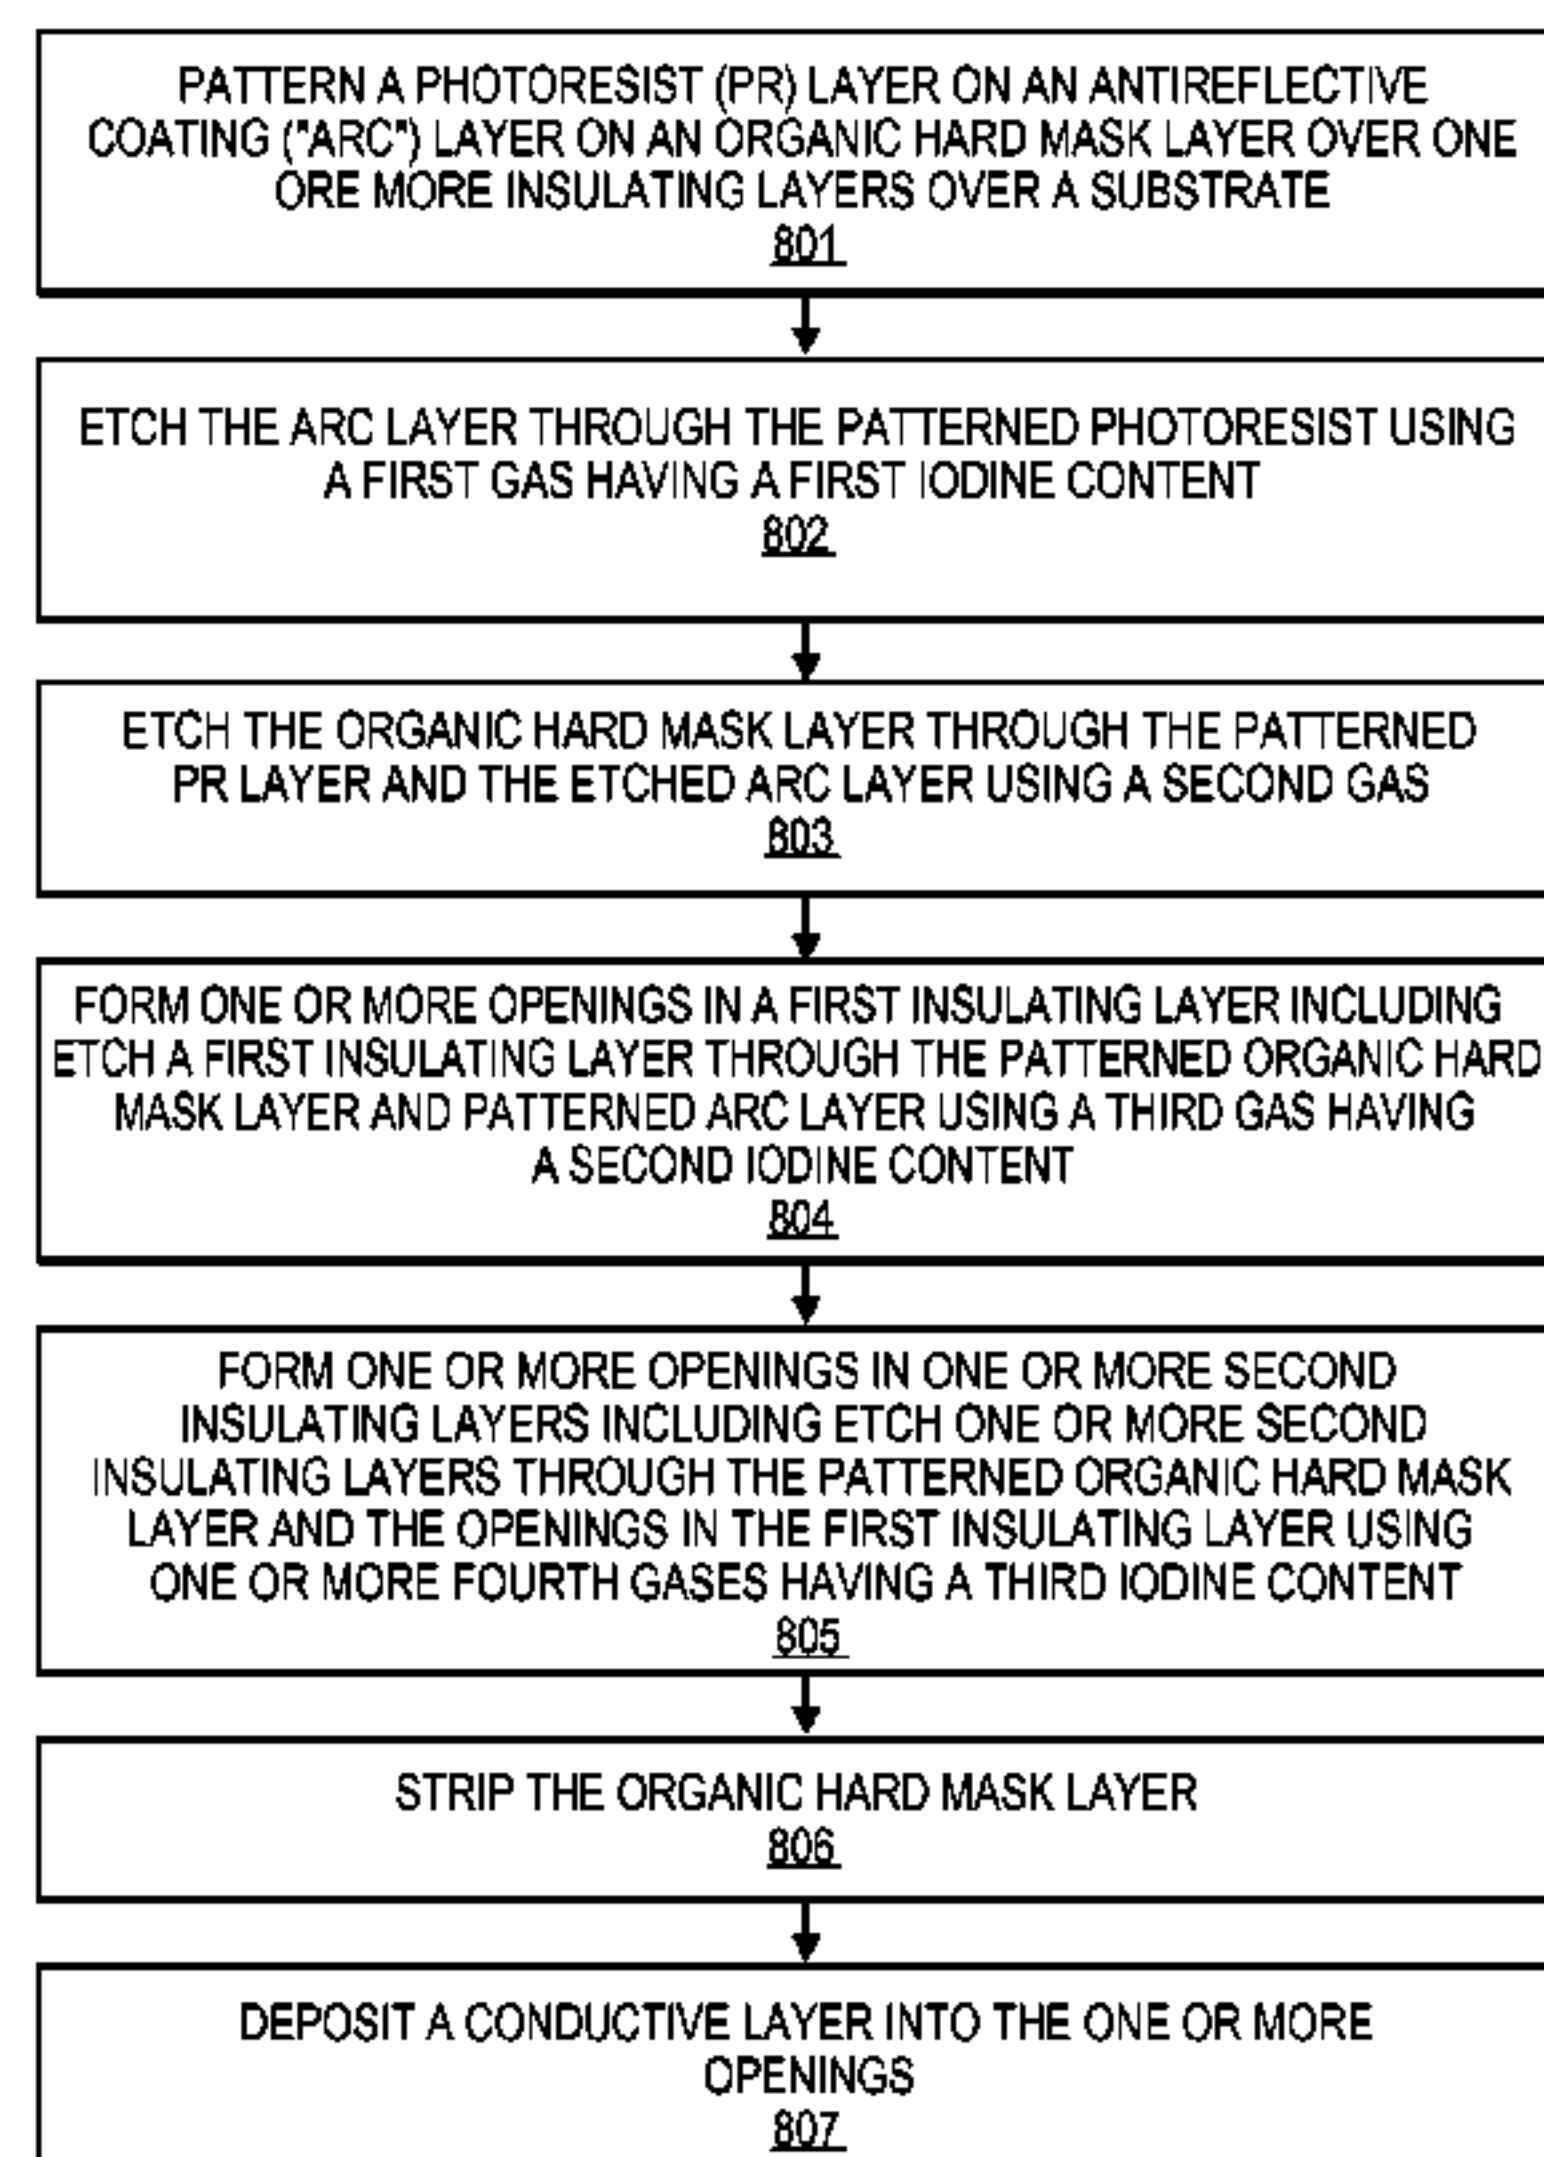 PATTERN A PHOTORESIST (PR) LAYER ON AN ANTIREFLECTIVE
COATING ("ARC") LAYER ON AN ORGANIC HARD MASK LAYER OVER ONE
ORE MORE INSULATING LAYERS OVER A SUBSTRATE
801
ETCH THE ARC LAYER THROUGH THE PATTERNED PHOTORESIST USING
A FIRST GAS HAVING A FIRST IODINE CONTENT
802
ETCH THE ORGANIC HARD MASK LAYER THROUGH THE PATTERNED
PR LAYER AND THE ETCHED ARC LAYER USING A SECOND GAS
803
FORM ONE OR MORE OPENINGS IN A FIRST INSULATING LAYER INCLUDING
ETCH A FIRST INSULATING LAYER THROUGH THE PATTERNED ORGANIC HARD
MASK LAYER AND PATTERNED ARC LAYER USING A THIRD GAS HAVING
A SECOND IODINE CONTENT
804
FORM ONE OR MORE OPENINGS IN ONE OR MORE SECOND
INSULATING LAYERS INCLUDING ETCH ONE OR MORE SECOND
INSULATING LAYERS THROUGH THE PATTERNED ORGANIC HARD MASK
LAYER AND THE OPENINGS IN THE FIRST INSULATING LAYER USING
ONE OR MORE FOURTH GASES HAVING A THIRD IODINE CONTENT
805
STRIP THE ORGANIC HARD MASK LAYER
806
DEPOSIT A CONDUCTIVE LAYER INTO THE ONE OR MORE
OPENINGS
807